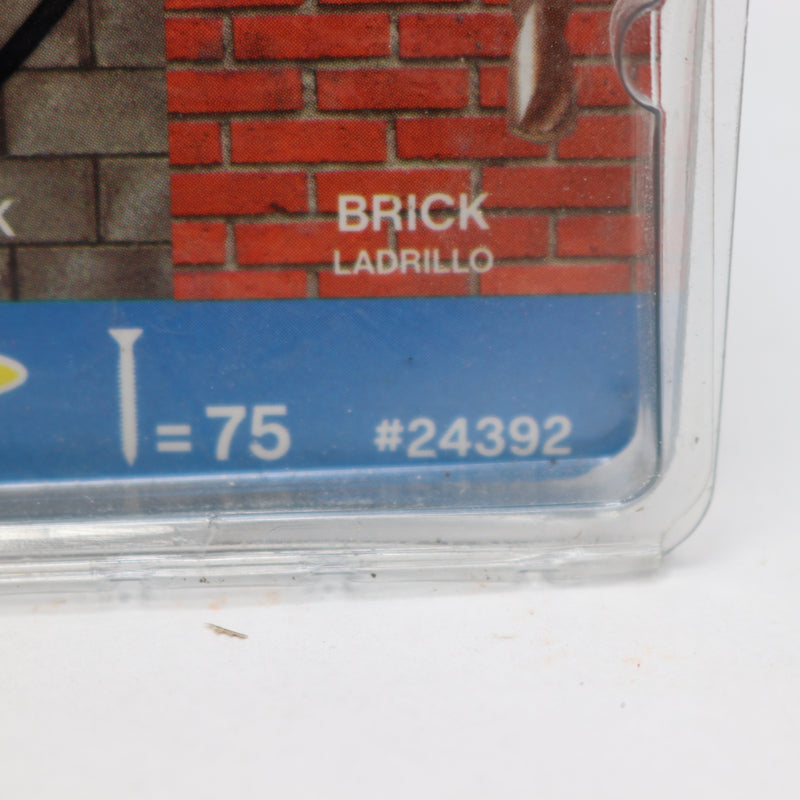 K
BRICK
LADRILLO
= 75 #24392